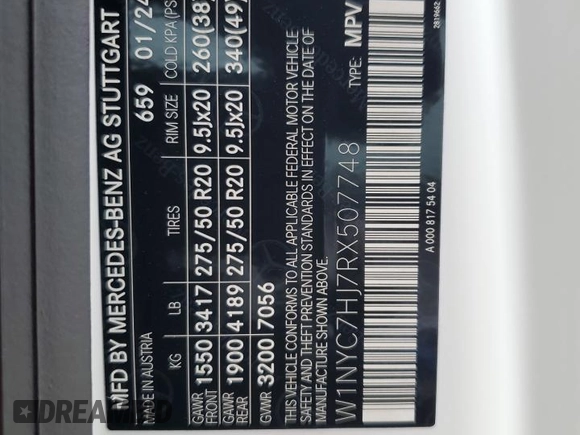 MFD BY MERCEDES-BENZ AG STUTTGART
MADE IN AUSTRIA 659 01/24
KG LB TIRES RIM SIZE COLD KPA(PS
GAWR FRONT 1550 3417 275/50 R20 9.5Jx20 260(38
GAWR REAR 1900 4189 275/50 R20 9.5Jx20 340(49
GVWR 3200 7056
THIS VEHICLE CONFORMS TO ALL APPLICABLE FEDERAL MOTOR VEHICLE
SAFETY AND THEFT PREVENTION STANDARDS IN EFFECT ON THE DATE OF
MANUFACTURE SHOWN ABOVE.
W1NYC7HJ7RX507748 TYPE: MPV
A 000 817 54 04
2819652
DREAMBID